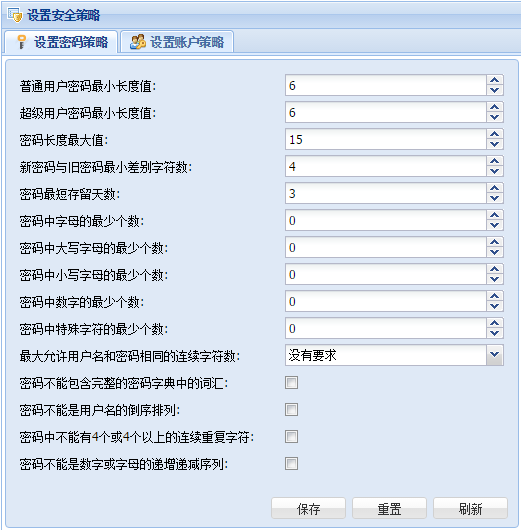 设置安全策略
设置密码策略 设置账户策略
普通用户密码最小长度值: 6
超级用户密码最小长度值: 6
密码长度最大值: 15
新密码与旧密码最小差别字符数: 4
密码最短存留天数: 3
密码中字母的最少个数: 0
密码中大写字母的最少个数: 0
密码中小写字母的最少个数: 0
密码中数字的最少个数: 0
密码中特殊字符的最少个数: 0
最大允许用户名和密码相同的连续字符数: 没有要求
密码不能包含完整的密码字典中的词汇:
密码不能是用户名的倒序排列:
密码中不能有4个或4个以上的连续重复字符:
密码不能是数字或字母的递增递减序列:
保存 重置 刷新